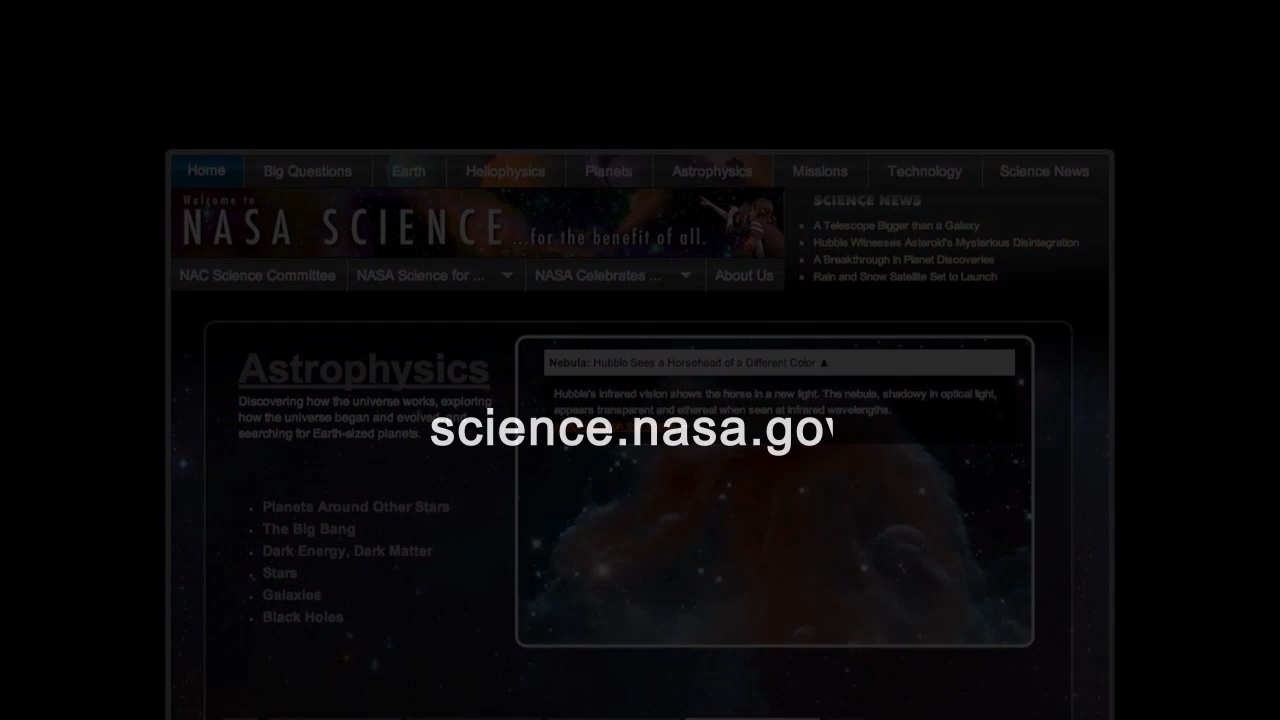 Home Big Questions Earth Heliophysics Planets Astrophysics Missions Technology Science News
Welcome to
NASA SCIENCE ...for the benefit of all.
SCIENCE NEWS
A Telescope Bigger than a Galaxy
Hubble Witnesses Asteroid's Mysterious Disintegration
A Breakthrough in Planet Discoveries
Rain and Snow Satellite Set to Launch
NAC Science Committee NASA Science for ... NASA Celebrates ... About Us
Astrophysics
Discovering how the universe works, exploring
how the universe began and evolved, and
searching for Earth-sized planets.
Nebula: Hubble Sees a Horsehead of a Different Color ▲
Hubble's infrared vision shows the horse in a new light. The nebula, shadowy in optical light,
appears transparent and ethereal when seen at infrared wavelengths.
science.nasa.gov
Planets Around Other Stars
The Big Bang
Dark Energy, Dark Matter
Stars
Galaxies
Black Holes